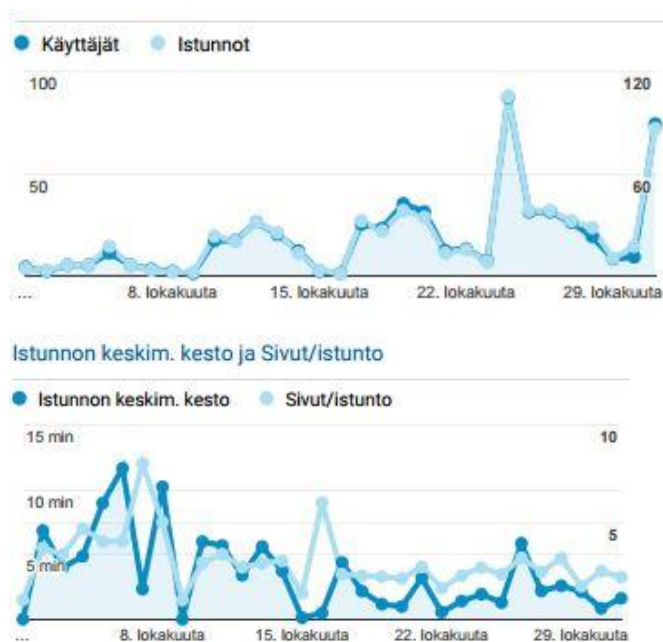 Käyttäjät Istunnot
100 120
50 60
... 8. lokakuuta 15. lokakuuta 22. lokakuuta 29. lokakuuta
Istunnon keskim. kesto ja Sivut/istunto
Istunnon keskim. kesto Sivut/istunto
15 min 10
10 min
5
5 min
... 8. lokakuuta 15. lokakuuta 22. lokakuuta 29. lokakuuta